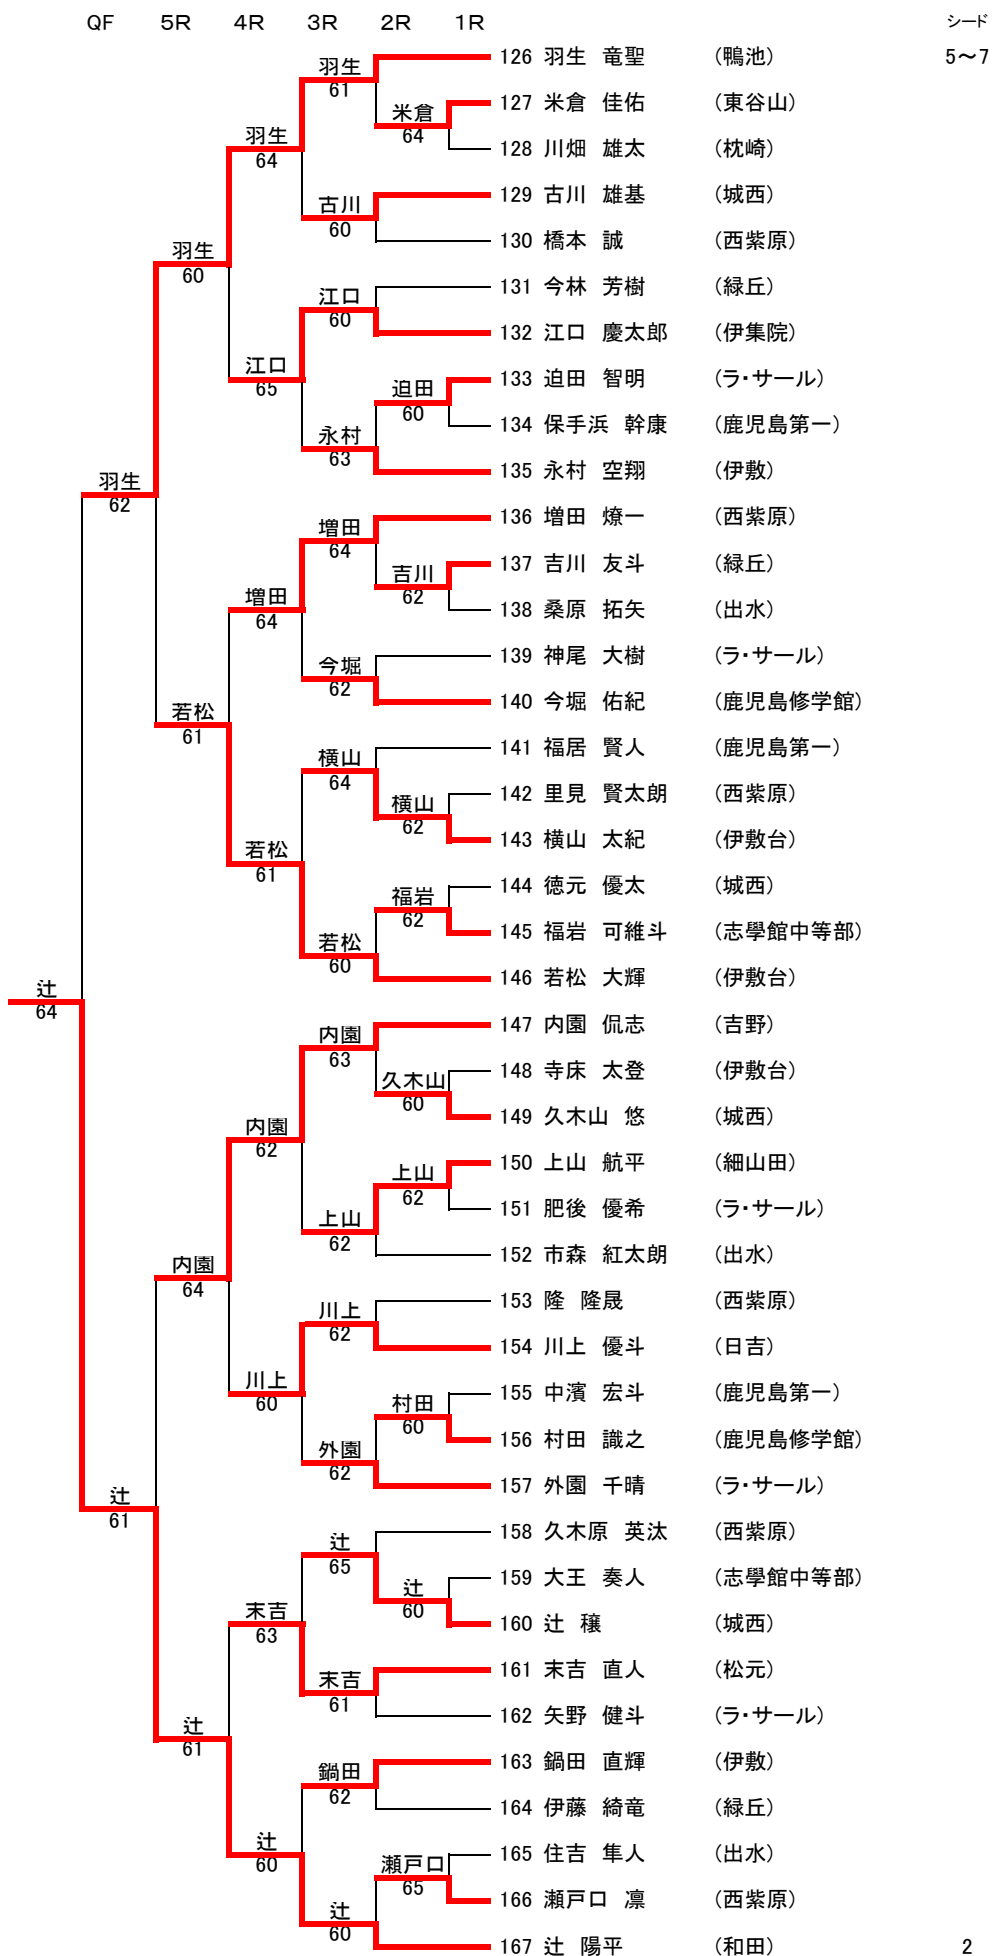 QF 5R 4R 3R 2R 1R シード
羽生 126 羽生 竜聖 (鴨池) 5～7
61
米倉 127 米倉 佳佑 (東谷山)
羽生 64 128 川畑 雄太 (枕崎)
64
古川 129 古川 雄基 (城西)
60 130 橋本 誠 (西紫原)
羽生
60
江口 131 今林 芳樹 (緑丘)
60 132 江口 慶太郎 (伊集院)
江口
65 迫田 133 迫田 智明 (ラ・サール)
60 134 保手浜 幹康 (鹿児島第一)
永村
63 135 永村 空翔 (伊敷)
羽生
62
増田 136 増田 燎一 (西紫原)
64
吉川 137 吉川 友斗 (緑丘)
増田 62 138 桑原 拓矢 (出水)
64
今堀 139 神尾 大樹 (ラ・サール)
62 140 今堀 佑紀 (鹿児島修学館)
若松
61
横山 141 福居 賢人 (鹿児島第一)
64
横山 142 里見 賢太朗 (西紫原)
62 143 横山 太紀 (伊敷台)
若松
61
福岩 144 徳元 優太 (城西)
62 145 福岩 可維斗 (志學館中等部)
若松
60 146 若松 大輝 (伊敷台)
辻
64
内園 147 内園 侃志 (吉野)
63
久木山 148 寺床 太登 (伊敷台)
60 149 久木山 悠 (城西)
内園
62
上山 150 上山 航平 (細山田)
62 151 肥後 優希 (ラ・サール)
上山
62 152 市森 紅太朗 (出水)
内園
64
川上 153 隆 隆晟 (西紫原)
62 154 川上 優斗 (日吉)
川上
60
村田 155 中濱 宏斗 (鹿児島第一)
60 156 村田 識之 (鹿児島修学館)
外園
62 157 外園 千晴 (ラ・サール)
辻
61
辻 158 久木原 英汰 (西紫原)
65
辻 159 大王 奏人 (志學館中等部)
60 160 辻 穣 (城西)
末吉
63
末吉 161 末吉 直人 (松元)
61 162 矢野 健斗 (ラ・サール)
辻
61
鍋田 163 鍋田 直輝 (伊敷)
62 164 伊藤 綺竜 (緑丘)
辻
60
瀬戸口 165 住吉 隼人 (出水)
65 166 瀬戸口 凛 (西紫原)
辻
60 167 辻 陽平 (和田) 2